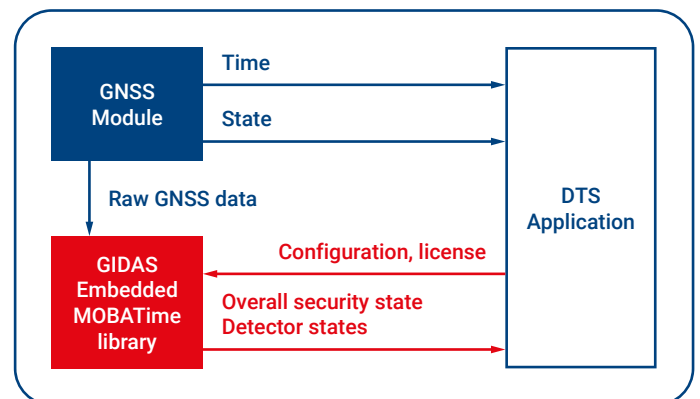 GNSS
Module
Time
State
Raw GNSS data
DTS
Application
GIDAS
Embedded
MOBATime
library
Configuration, license
Overall security state
Detector states